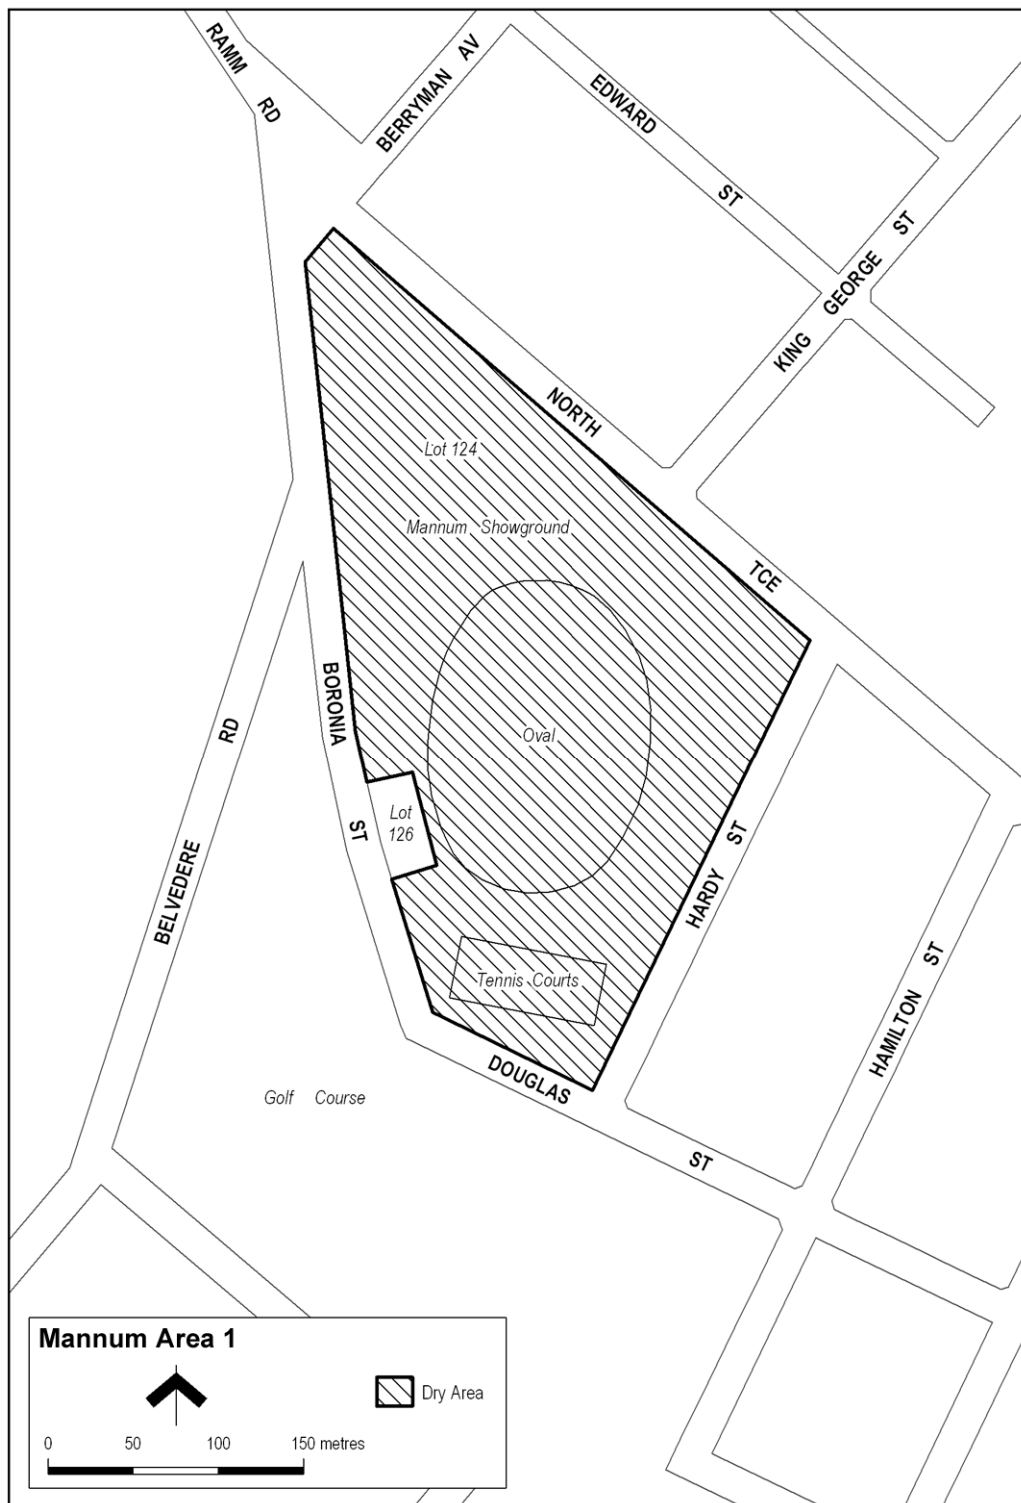 RAMM
RD
BERRYMAN AV
EDWARD
ST
KING GEORGE ST
NORTH
TCE
Lot 124
Mannum Showground
Oval
BORONIA
ST
Lot
126
BELVEDERE
RD
HARDY ST
HAMILTON ST
Tennis Courts
DOUGLAS
ST
Golf Course
Mannum Area 1
Dry Area
0 50 100 150 metres